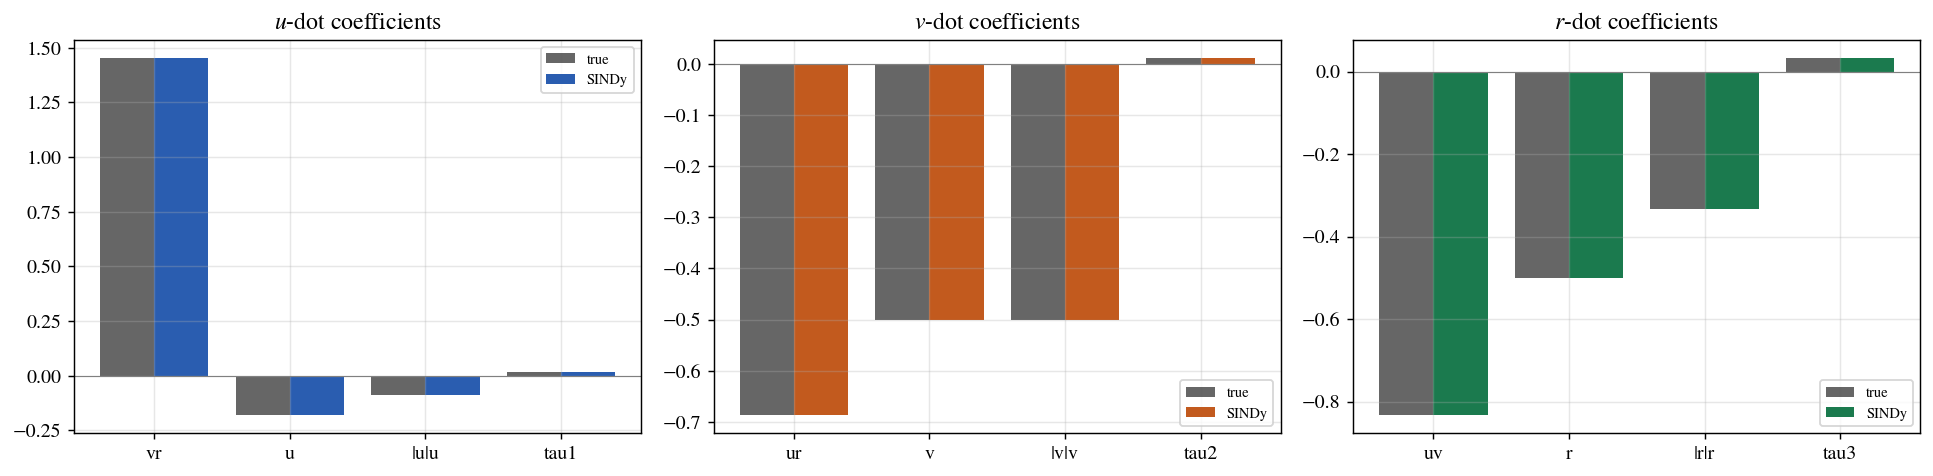 u-dot coefficients
1.50
1.25
1.00
0.75
0.50
0.25
0.00
−0.25
true
SINDy
vr
u
|u|u
tau1
v-dot coefficients
0.0
−0.1
−0.2
−0.3
−0.4
−0.5
−0.6
−0.7
true
SINDy
ur
v
|v|v
tau2
r-dot coefficients
0.0
−0.2
−0.4
−0.6
−0.8
true
SINDy
uv
r
|r|r
tau3